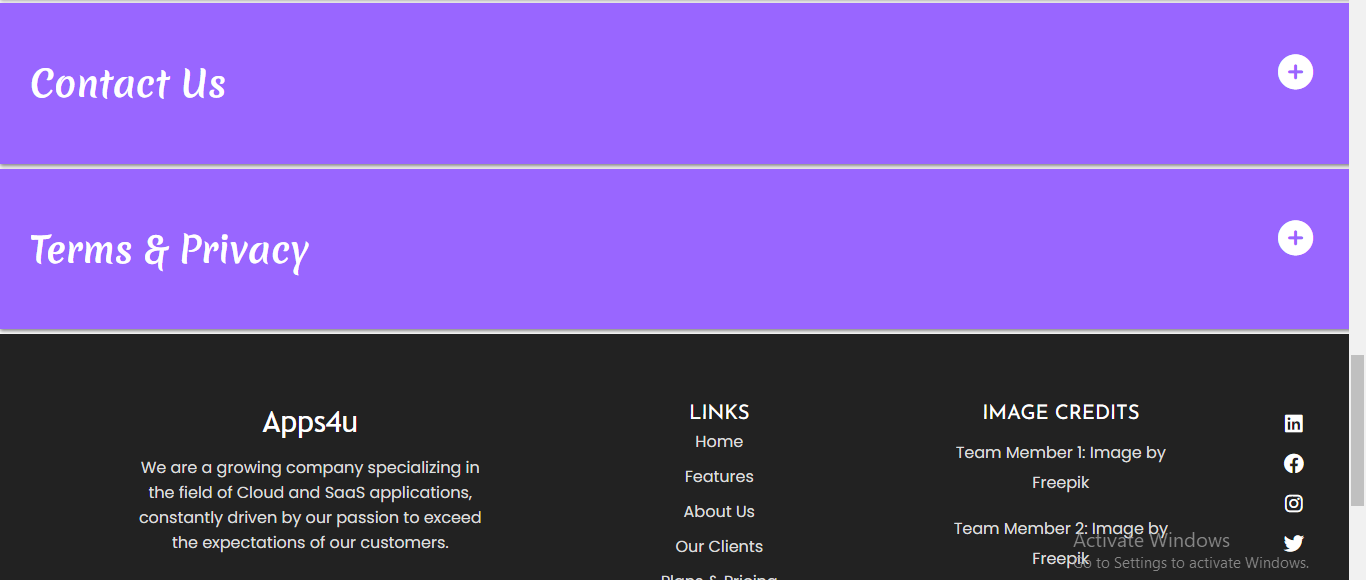 Contact Us
Terms & Privacy
Apps4u
We are a growing company specializing in
the field of Cloud and SaaS applications,
constantly driven by our passion to exceed
the expectations of our customers.
LINKS
Home
Features
About Us
Our Clients
Plans & Pricing
IMAGE CREDITS
Team Member 1: Image by
Freepik
Team Member 2: Image by
Freepik
Activate Windows
Go to Settings to activate Windows.